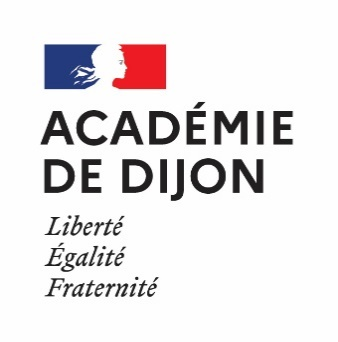 ACADÉMIE
DE DIJON
Liberté
Égalité
Fraternité